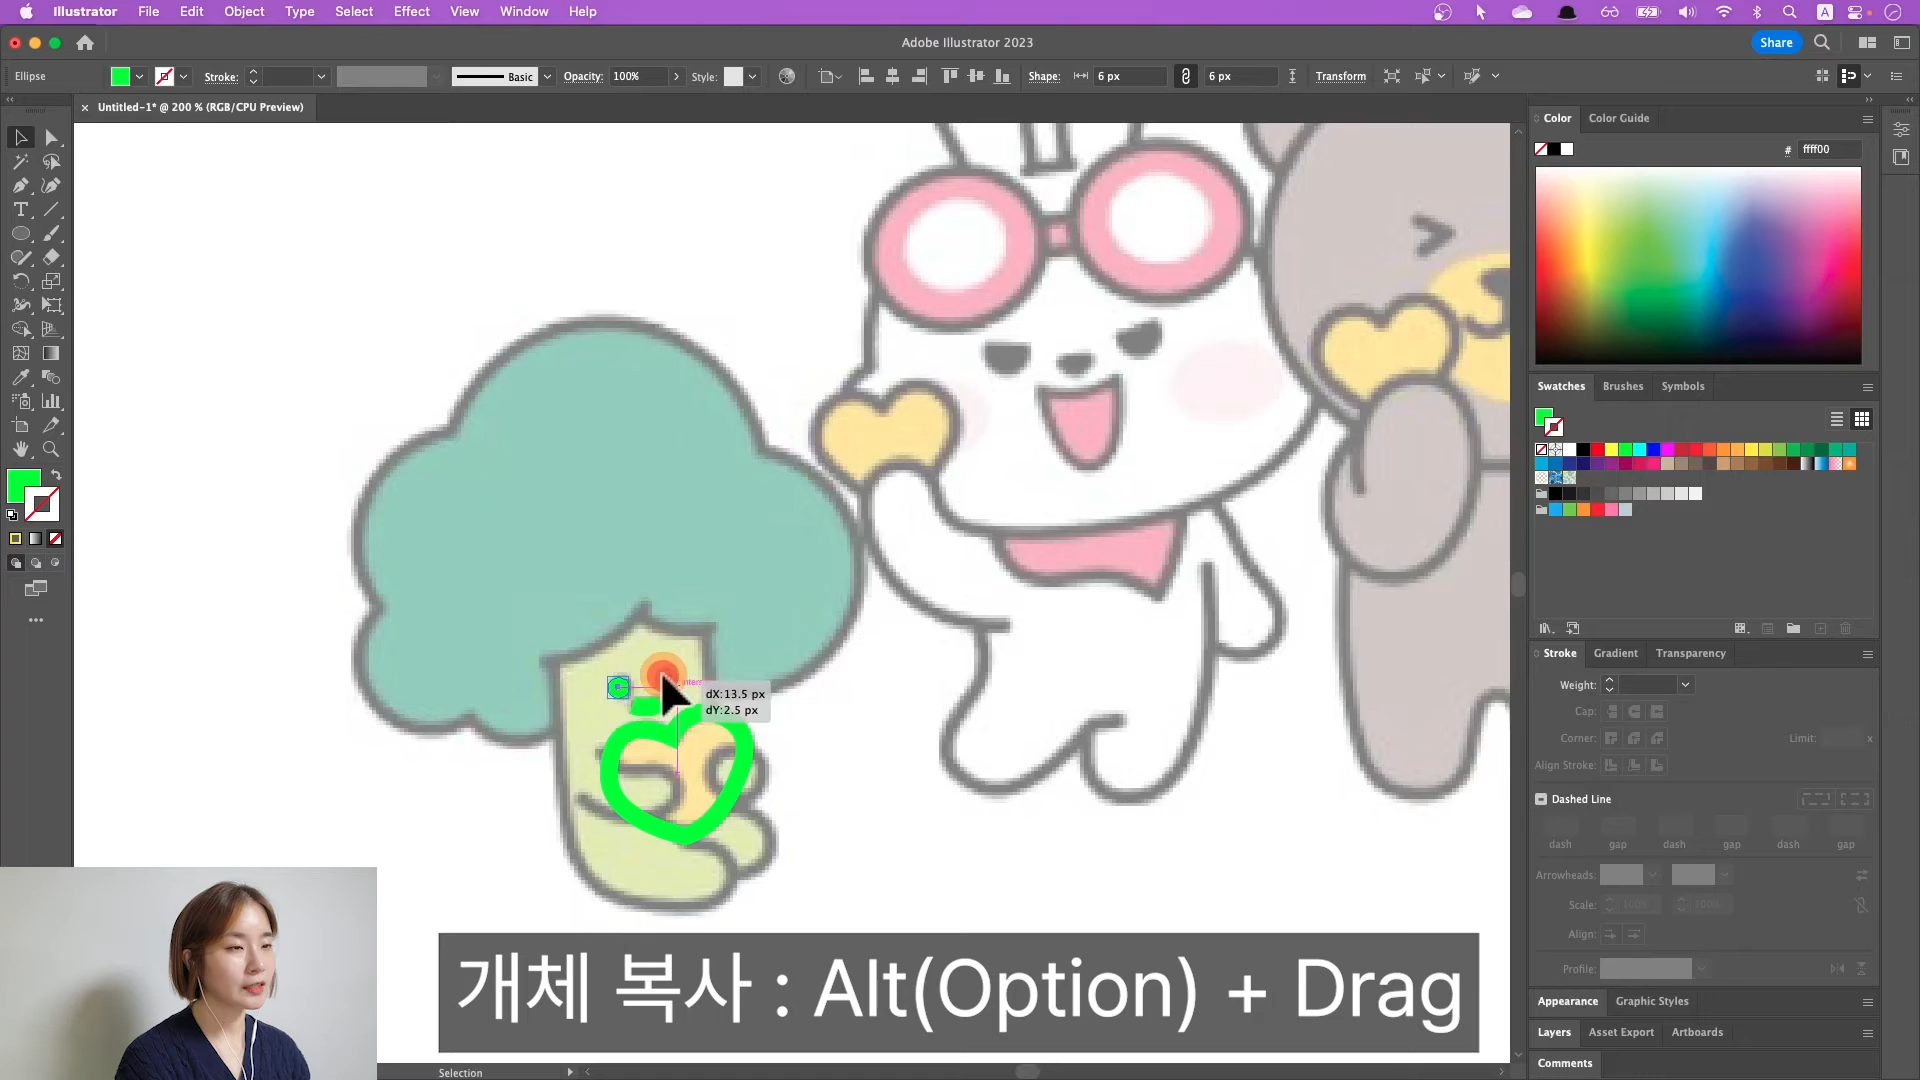 Illustrator File Edit Object Type Select Effect View Window Help
A
Adobe Illustrator 2023
Share
Ellipse
Stroke:
Basic
Opacity: 100%
Style:
Shape: 6 px
6 px
Transform
× Untitled-1* @ 200 % (RGB/CPU Preview)
Color Color Guide
# ffff00
Swatches Brushes Symbols
Stroke Gradient Transparency
Weight:
Cap:
Corner:
Limit: x
Align Stroke:
Dashed Line
dash gap dash gap dash gap
Arrowheads:
Scale: 100% 100%
Align:
Profile:
Appearance Graphic Styles
Layers Asset Export Artboards
Comments
dX:13.5 px
dY:2.5 px
개체 복사 : Alt(Option) + Drag
Selection